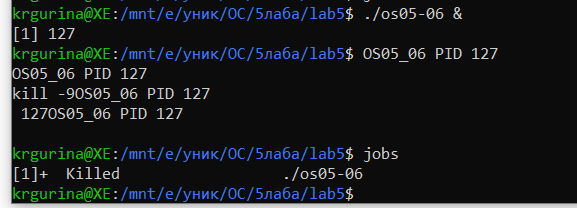 krgurina@XE:/mnt/e/уник/ОС/5лаба/lab5$ ./os05-06 &
[1] 127
krgurina@XE:/mnt/e/уник/ОС/5лаба/lab5$ OS05_06 PID 127
OS05_06 PID 127
kill -9OS05_06 PID 127
 127OS05_06 PID 127

krgurina@XE:/mnt/e/уник/ОС/5лаба/lab5$ jobs
[1]+  Killed                  ./os05-06
krgurina@XE:/mnt/e/уник/ОС/5лаба/lab5$